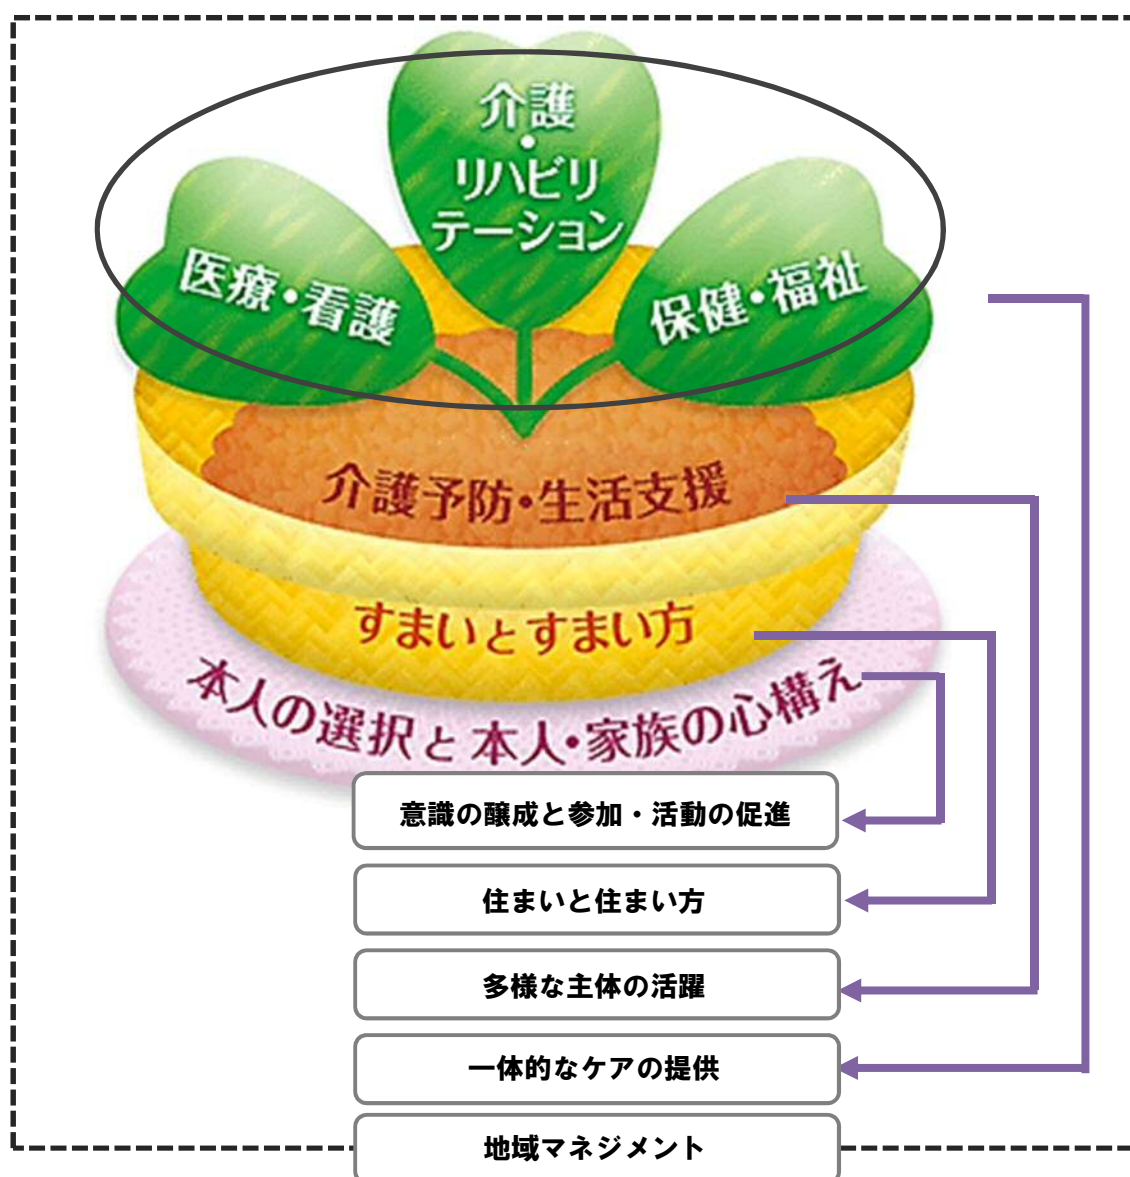 介護
・
リハビリ
テーション
医療・看護
保健・福祉
介護予防・生活支援
すまいとすまい方
本人の選択と本人・家族の心構え
意識の醸成と参加・活動の促進
住まいと住まい方
多様な主体の活躍
一体的なケアの提供
地域マネジメント